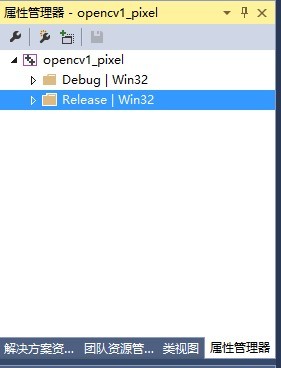 属性管理器 - opencv1_pixel
opencv1_pixel
Debug | Win32
Release | Win32
解决方案资... 团队资源管... 类视图 属性管理器